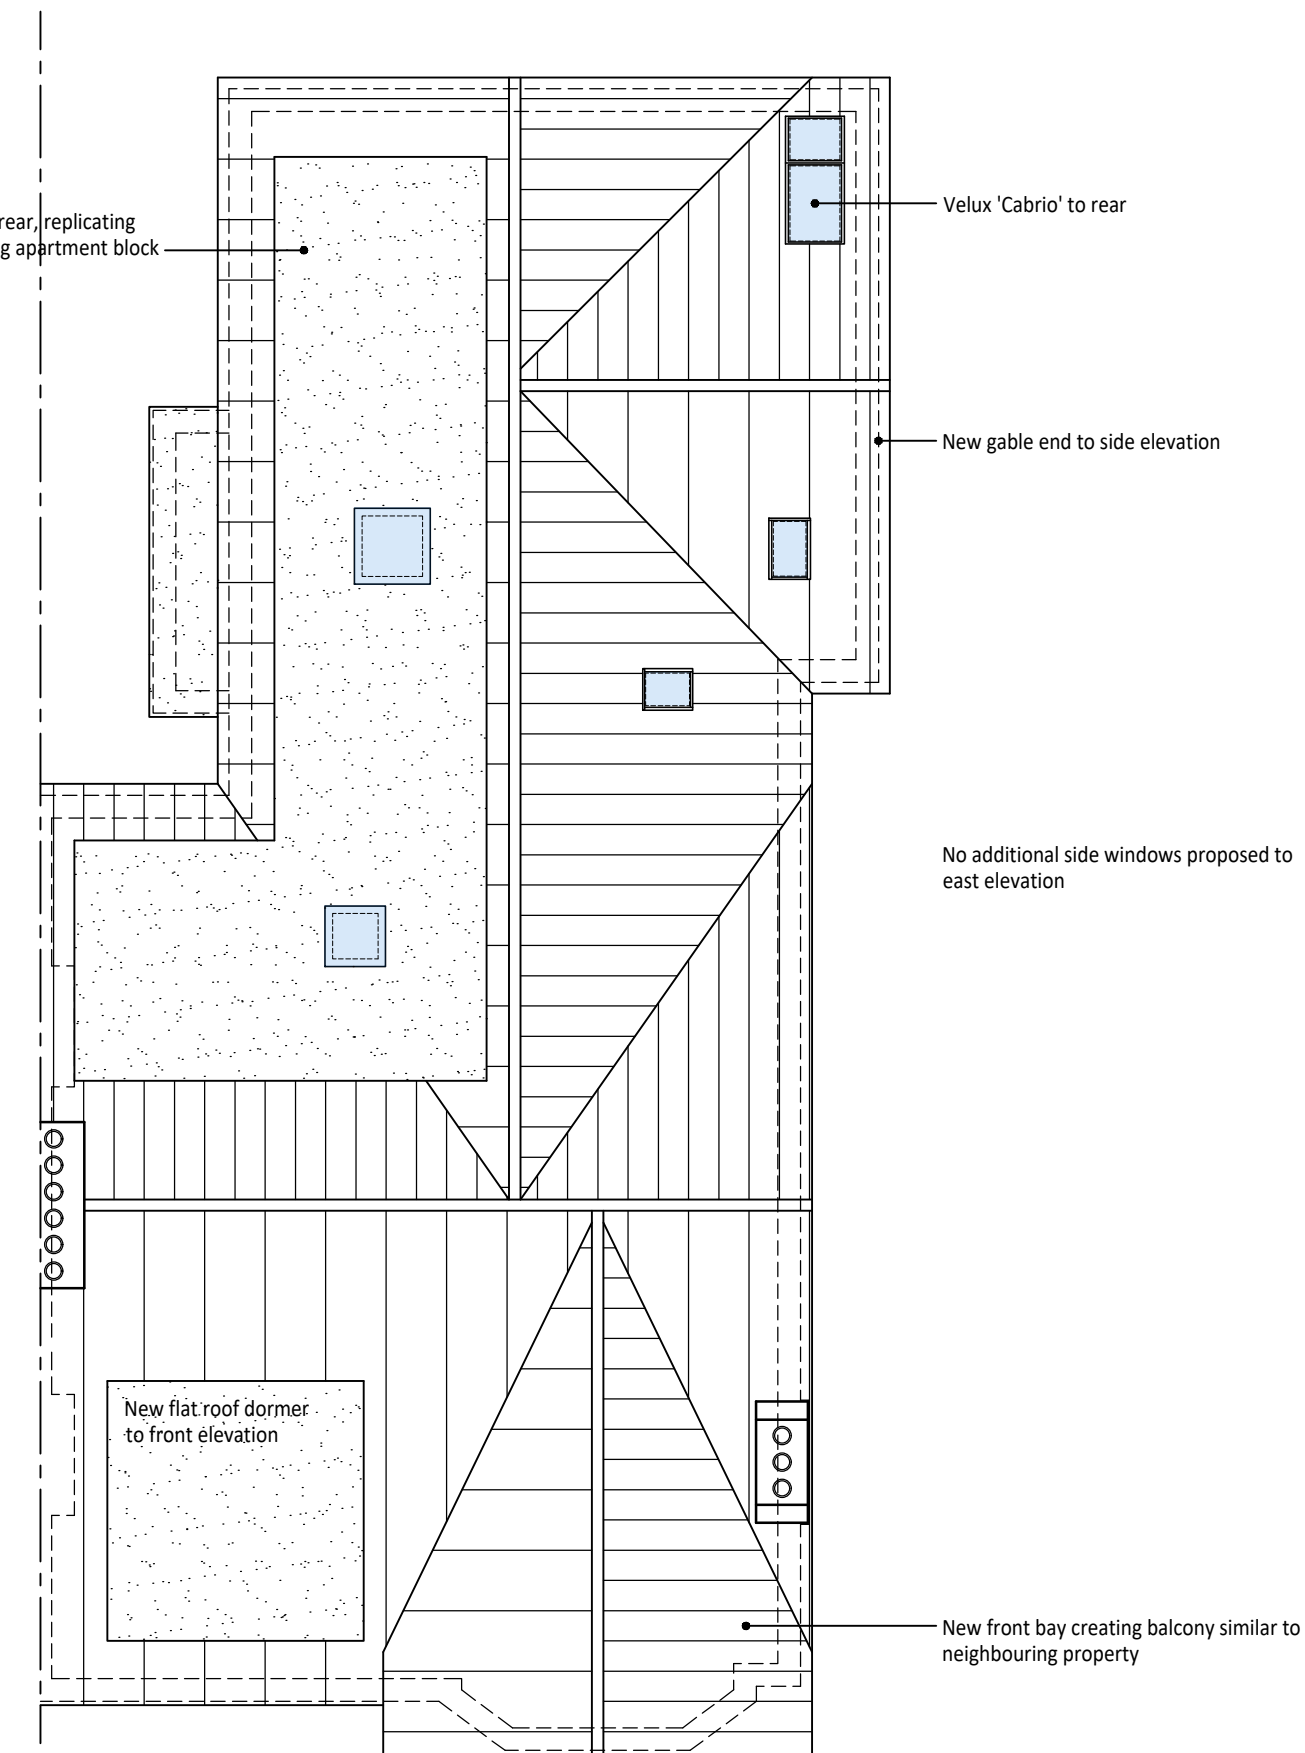 Velux 'Cabrio' to rear
rear, replicating
apartment block
New gable end to side elevation
No additional side windows proposed to
east elevation
New flat roof dormer
to front elevation
New front bay creating balcony similar to
neighbouring property